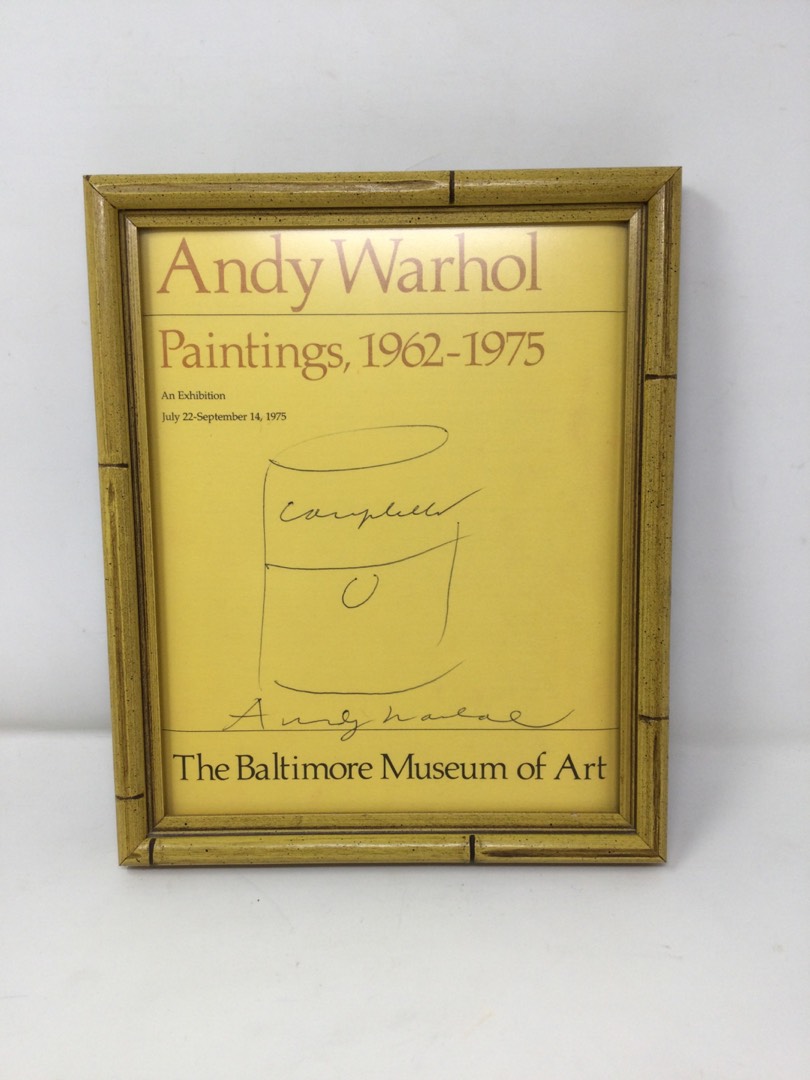 Andy Warhol
Paintings, 1962-1975
An Exhibition
July 22-September 14, 1975
Campbells
Andy Warhol
The Baltimore Museum of Art